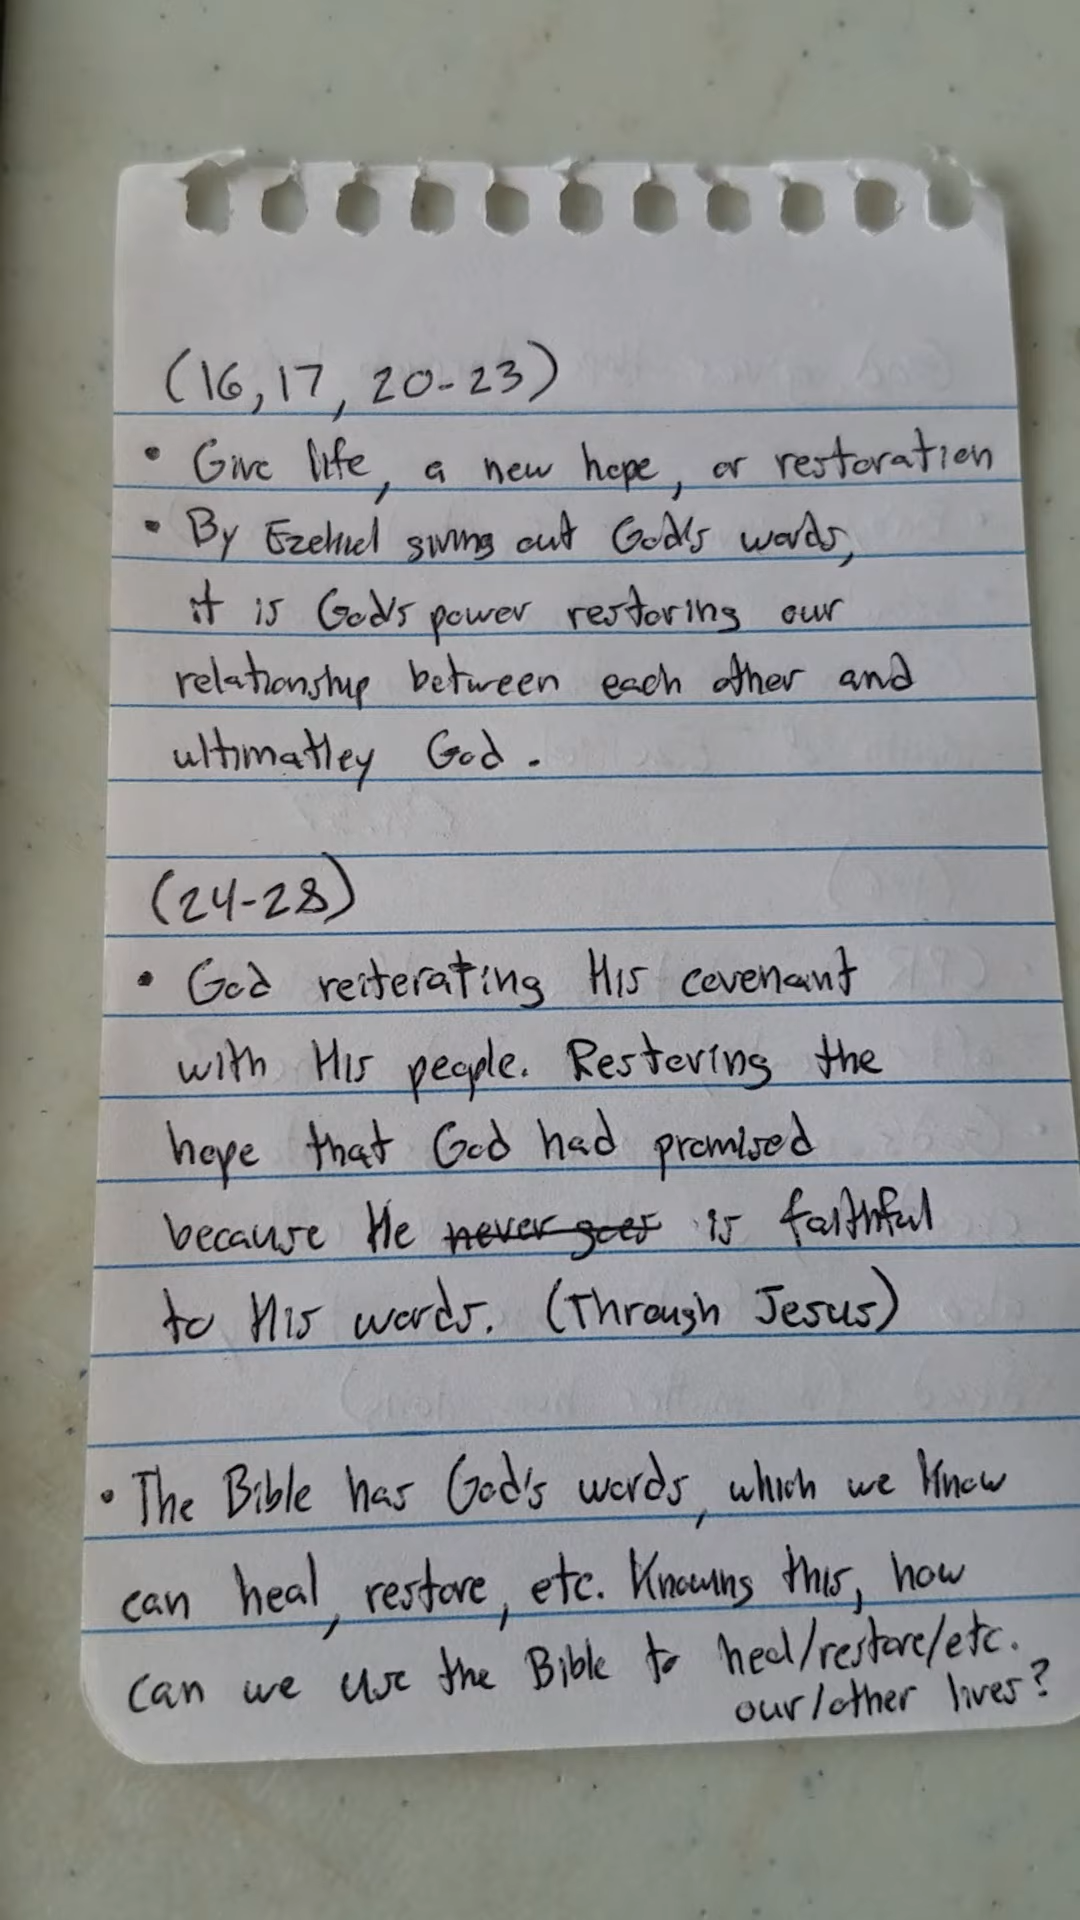 (16, 17, 20-23)
• Give life, a new hope, or restoration
• By Ezekiel giving out God's words,
it is God's power restoring our
relationship between each other and
ultimatley God.
(24-28)
• God reiterating His covenant
with His people. Restoring the
hope that God had promised
because He never goes is faithful
to His words. (Through Jesus)
• The Bible has God's words, which we know
can heal, restore, etc. Knowing this, how
can we use the Bible to heal/restore/etc.
our/other lives?